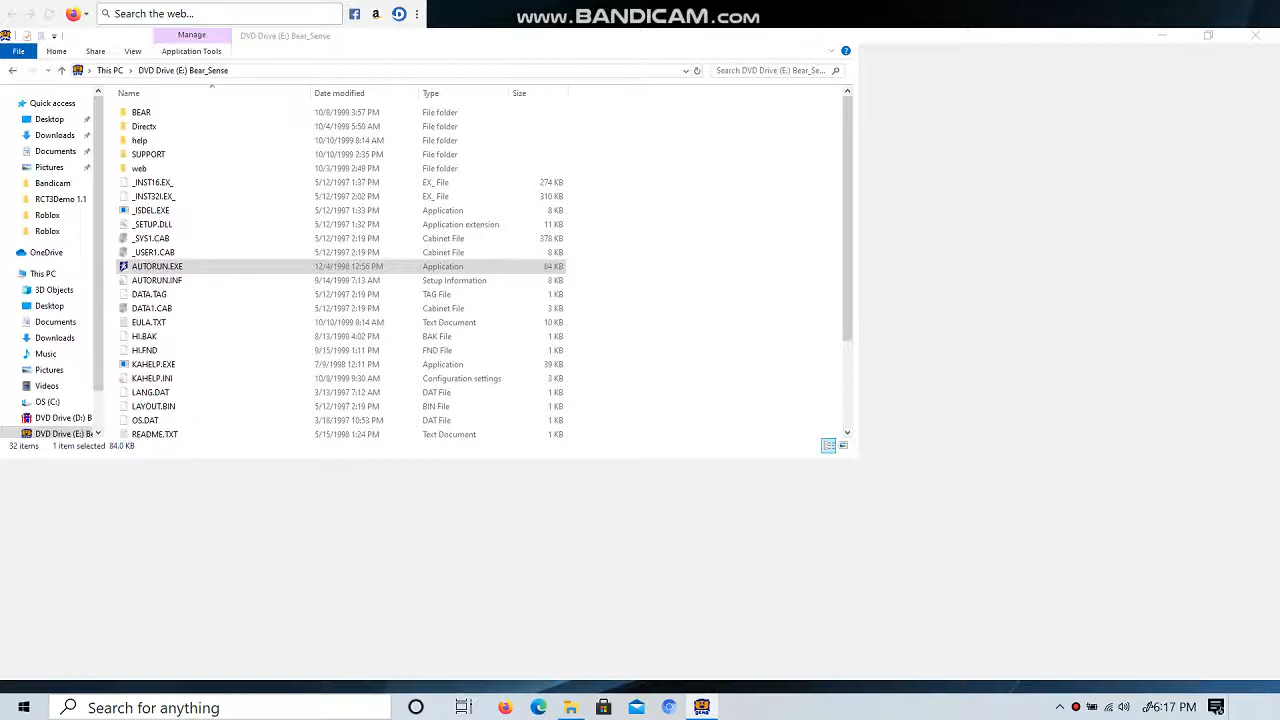 Search the web...
www.BANDICAM.com
Manage
DVD Drive (E:) Bear_Sense
File
Home
Share
View
Application Tools
This PC
DVD Drive (E:) Bear_Sense
Search DVD Drive (E:) Bear_Se...
Name
Date modified
Type
Size
Quick access
Desktop
Downloads
Documents
Pictures
Bandicam
RCT3Demo 1.1
Roblox
Roblox
OneDrive
This PC
3D Objects
Desktop
Documents
Downloads
Music
Pictures
Videos
OS (C:)
DVD Drive (D:) B
DVD Drive (E:) Be
BEAR 10/8/1999 3:57 PM File folder
Directx 10/4/1999 5:50 AM File folder
help 10/10/1999 8:14 AM File folder
SUPPORT 10/10/1999 2:35 PM File folder
web 10/3/1999 2:49 PM File folder
_INST16.EX_ 5/12/1997 1:37 PM EX_ File 274 KB
_INST32I.EX_ 5/12/1997 2:02 PM EX_ File 310 KB
_ISDEL.EXE 5/12/1997 1:33 PM Application 8 KB
_SETUP.DLL 5/12/1997 1:32 PM Application extension 11 KB
_SYS1.CAB 5/12/1997 2:19 PM Cabinet File 378 KB
_USER1.CAB 5/12/1997 2:19 PM Cabinet File 8 KB
AUTORUN.EXE 12/4/1998 12:56 PM Application 84 KB
AUTORUN.INF 9/14/1999 7:13 AM Setup Information 8 KB
DATA.TAG 5/12/1997 2:19 PM TAG File 1 KB
DATA1.CAB 5/12/1997 2:19 PM Cabinet File 3 KB
EULA.TXT 10/10/1999 8:14 AM Text Document 10 KB
HI.BAK 8/13/1999 4:02 PM BAK File 1 KB
HI.FND 9/15/1999 1:11 PM FND File 1 KB
KAHELP.EXE 7/9/1998 12:11 PM Application 39 KB
KAHELP.INI 10/8/1999 9:30 AM Configuration settings 3 KB
LANG.DAT 3/13/1997 7:12 AM DAT File 1 KB
LAYOUT.BIN 5/12/1997 2:19 PM BIN File 1 KB
OS.DAT 3/18/1997 10:53 PM DAT File 1 KB
README.TXT 5/15/1998 1:24 PM Text Document 1 KB
32 items 1 item selected 84.0 KB
Search for anything
6:17 PM